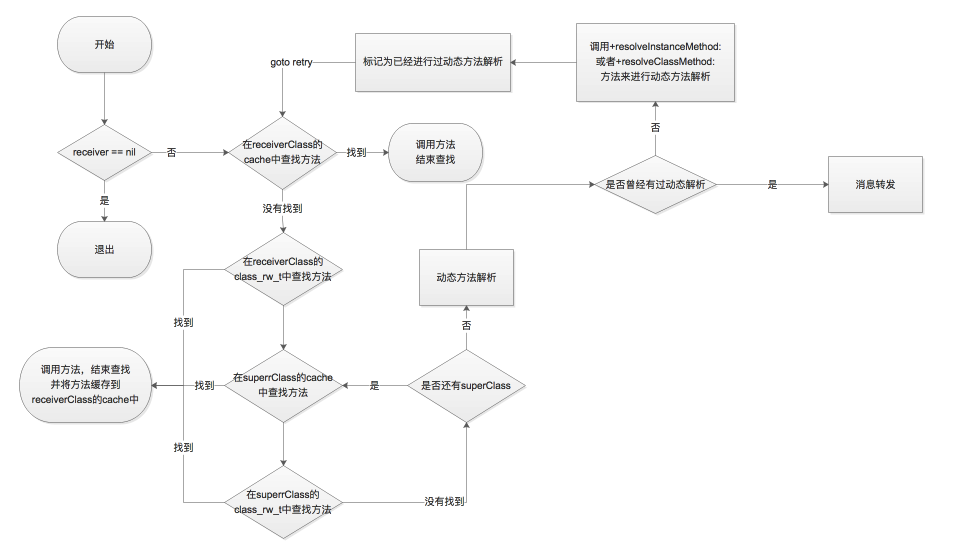 开始
receiver == nil
是
退出
否
goto retry
在receiverClass的
cache中查找方法
找到
调用方法
结束查找
没有找到
在receiverClass的
class_rw_t中查找方法
找到
在superrClass的cache
中查找方法
找到
调用方法，结束查找
并将方法缓存到
receiverClass的cache中
找到
在superrClass的
class_rw_t中查找方法
没有找到
是否还有superClass
是
否
动态方法解析
是否曾经有过动态解析
是
消息转发
否
调用+resolveInstanceMethod:
或者+resolveClassMethod:
方法来进行动态方法解析
标记为已经进行过动态方法解析